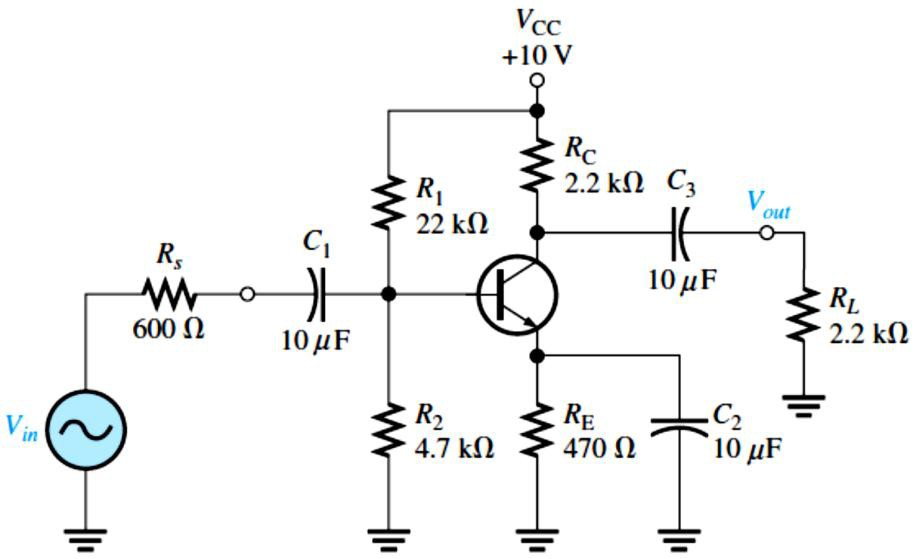 V_CC
+10 V
R_C
2.2 kΩ
C_3
10 μF
V_out
R_1
22 kΩ
C_1
10 μF
R_s
600 Ω
R_L
2.2 kΩ
V_in
R_2
4.7 kΩ
R_E
470 Ω
C_2
10 μF